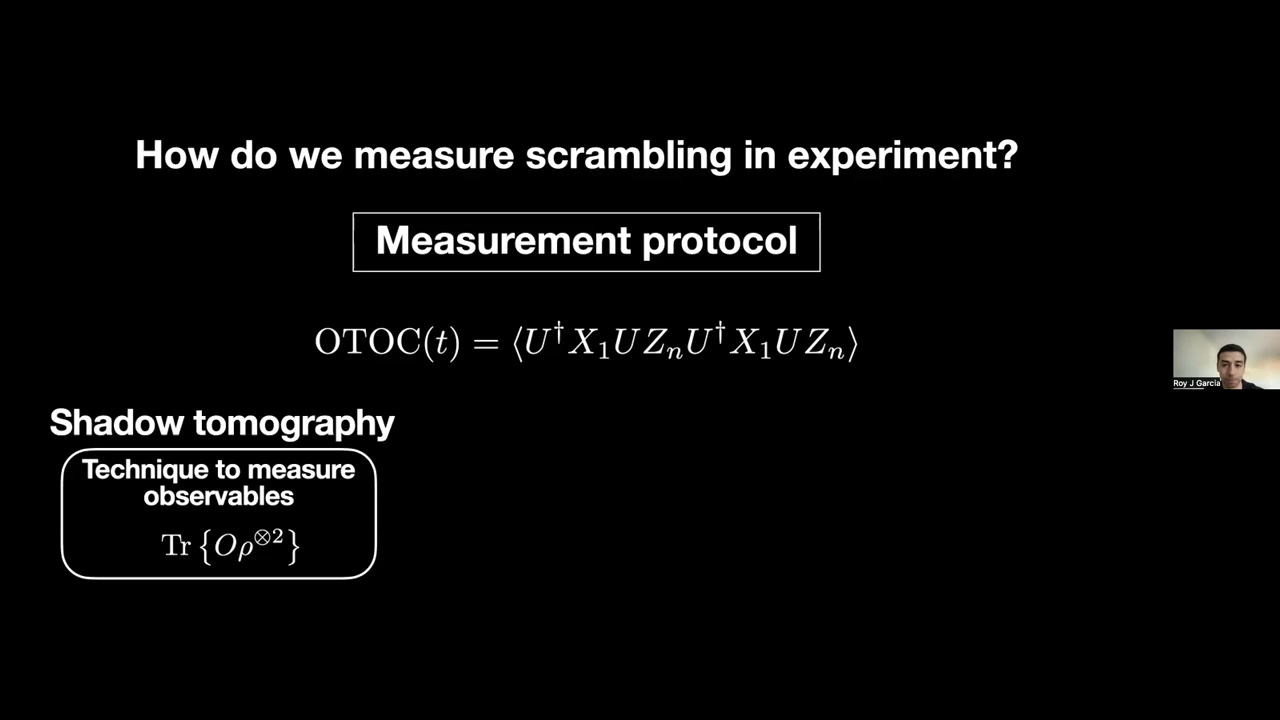 How do we measure scrambling in experiment?
Measurement protocol
OTOC(t) = ⟨U†X₁UZₙU†X₁UZₙ⟩
Shadow tomography
Technique to measure
observables
Tr {Oρ^⊗2}
Roy J Garcia